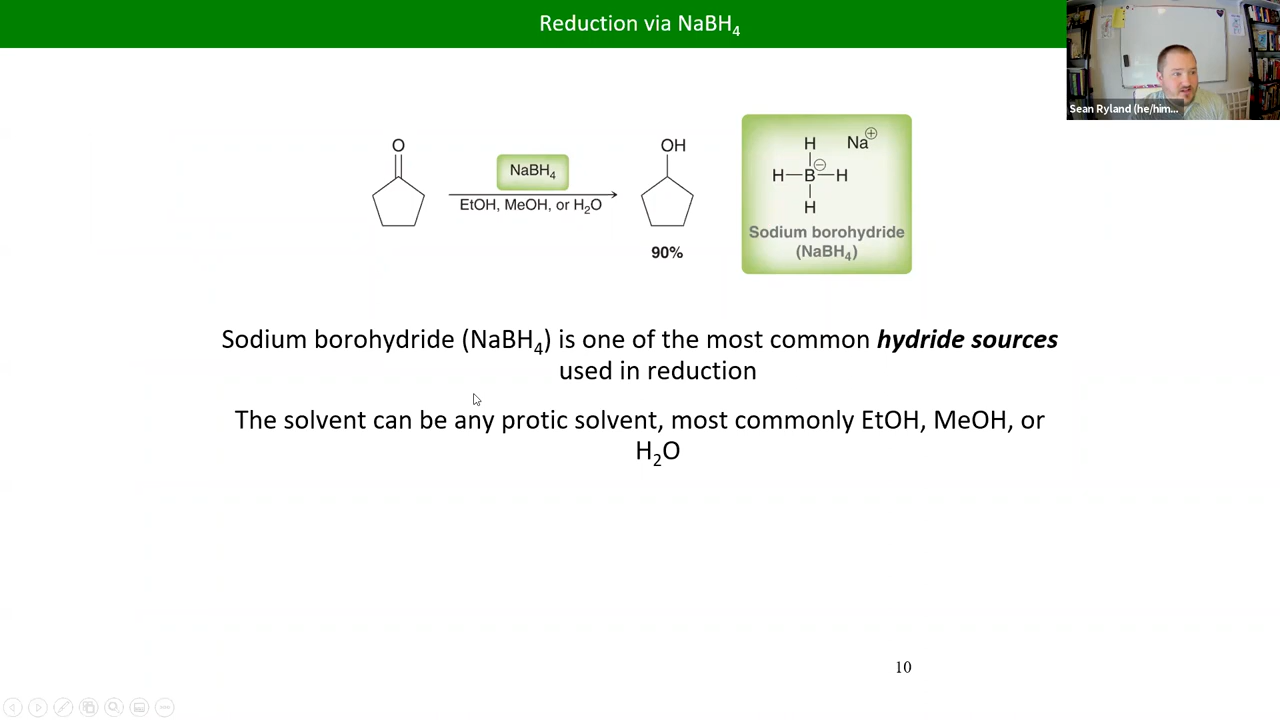 Reduction via NaBH₄
Sean Ryland (he/him...
O
NaBH₄
EtOH, MeOH, or H₂O
OH
90%
H Na⊕
H—B⊖—H
H
Sodium borohydride
(NaBH₄)
Sodium borohydride (NaBH₄) is one of the most common hydride sources
used in reduction
The solvent can be any protic solvent, most commonly EtOH, MeOH, or
H₂O
10